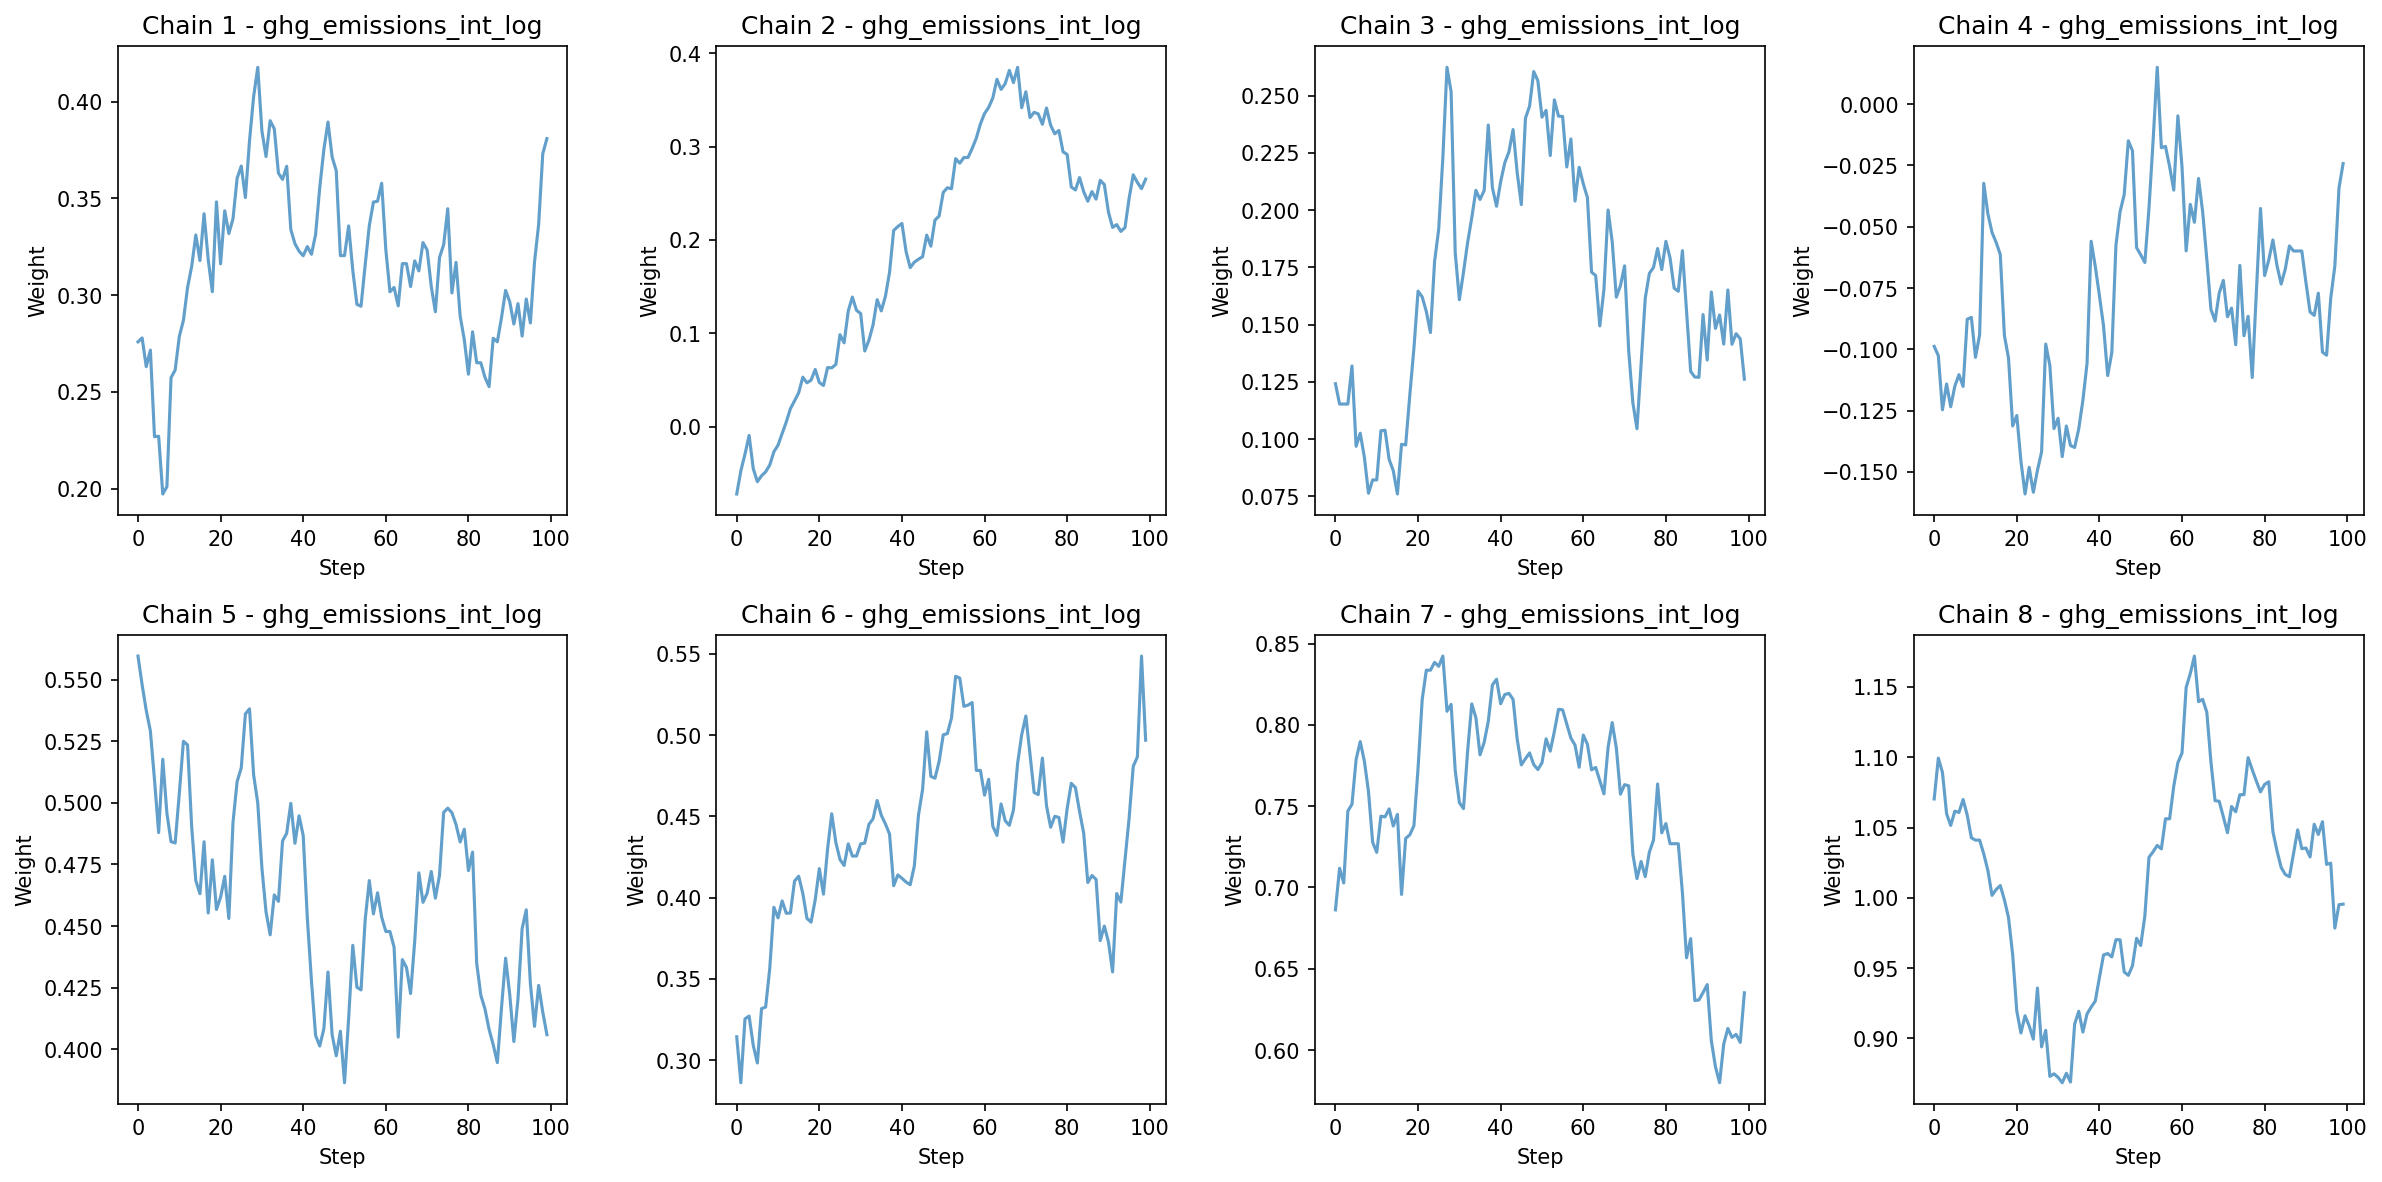 Chain 1 - ghg_emissions_int_log
Weight
0.40
0.35
0.30
0.25
0.20
0 20 40 60 80 100
Step
Chain 2 - ghg_emissions_int_log
Weight
0.4
0.3
0.2
0.1
0.0
0 20 40 60 80 100
Step
Chain 3 - ghg_emissions_int_log
Weight
0.250
0.225
0.200
0.175
0.150
0.125
0.100
0.075
0 20 40 60 80 100
Step
Chain 4 - ghg_emissions_int_log
Weight
0.000
−0.025
−0.050
−0.075
−0.100
−0.125
−0.150
0 20 40 60 80 100
Step
Chain 5 - ghg_emissions_int_log
Weight
0.550
0.525
0.500
0.475
0.450
0.425
0.400
0 20 40 60 80 100
Step
Chain 6 - ghg_emissions_int_log
Weight
0.55
0.50
0.45
0.40
0.35
0.30
0 20 40 60 80 100
Step
Chain 7 - ghg_emissions_int_log
Weight
0.85
0.80
0.75
0.70
0.65
0.60
0 20 40 60 80 100
Step
Chain 8 - ghg_emissions_int_log
Weight
1.15
1.10
1.05
1.00
0.95
0.90
0 20 40 60 80 100
Step